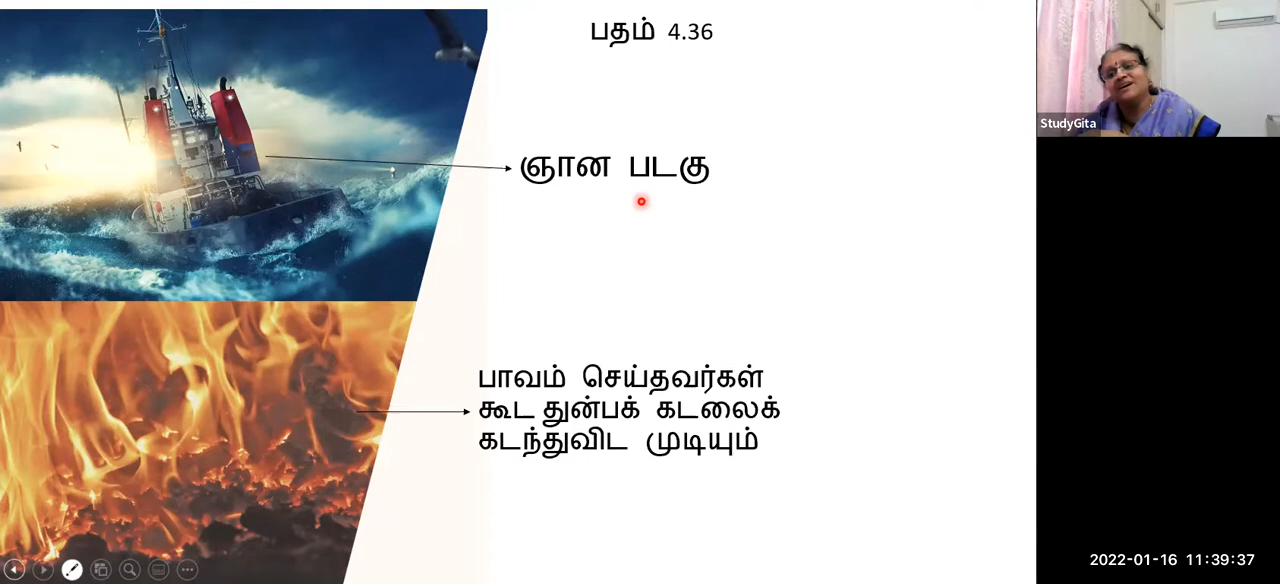 பதம் 4.36
ஞான படகு
பாவம் செய்தவர்கள்
கூட துன்பக் கடலைக்
கடந்துவிட முடியும்
StudyGita
2022-01-16 11:39:37